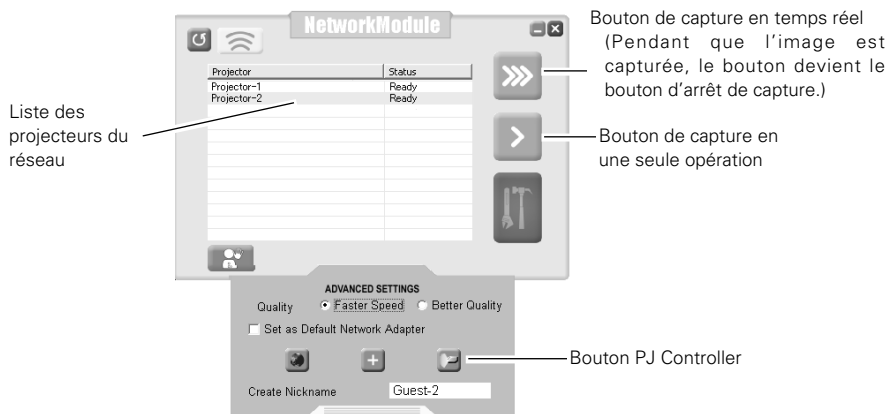 NetworkModule
Bouton de capture en temps réel
(Pendant que l'image est
capturée, le bouton devient le
bouton d'arrêt de capture.)
Projector Status
Projector-1 Ready
Projector-2 Ready
Liste des
projecteurs du
réseau
Bouton de capture en
une seule opération
ADVANCED SETTINGS
Quality Faster Speed Better Quality
Set as Default Network Adapter
Bouton PJ Controller
Create Nickname Guest-2